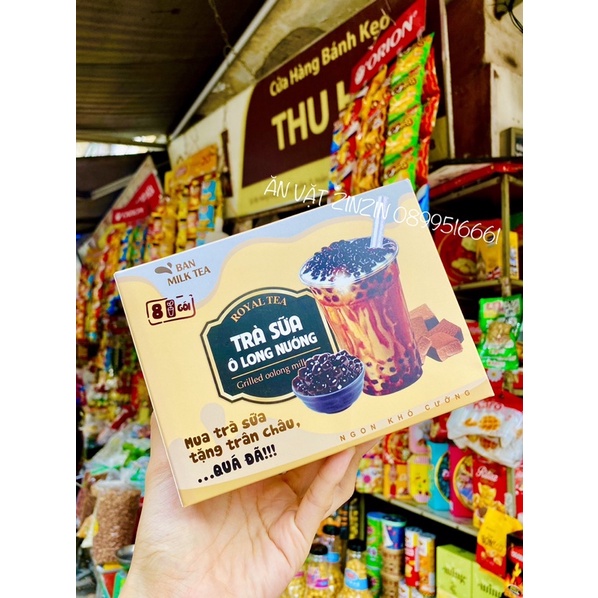 Cửa Hàng Bánh Kẹo
ORION
THU
ORION
ĂN VẶT ZINZIN 0899516661
BAN
MILK TEA
8
GÓI
ROYAL TEA
TRÀ SỮA
Ô LONG NƯỚNG
Grilled oolong milk
Mua trà sữa
tặng trân châu,
...QUÁ ĐÃ!!!
NGON KHÓ CƯỠNG